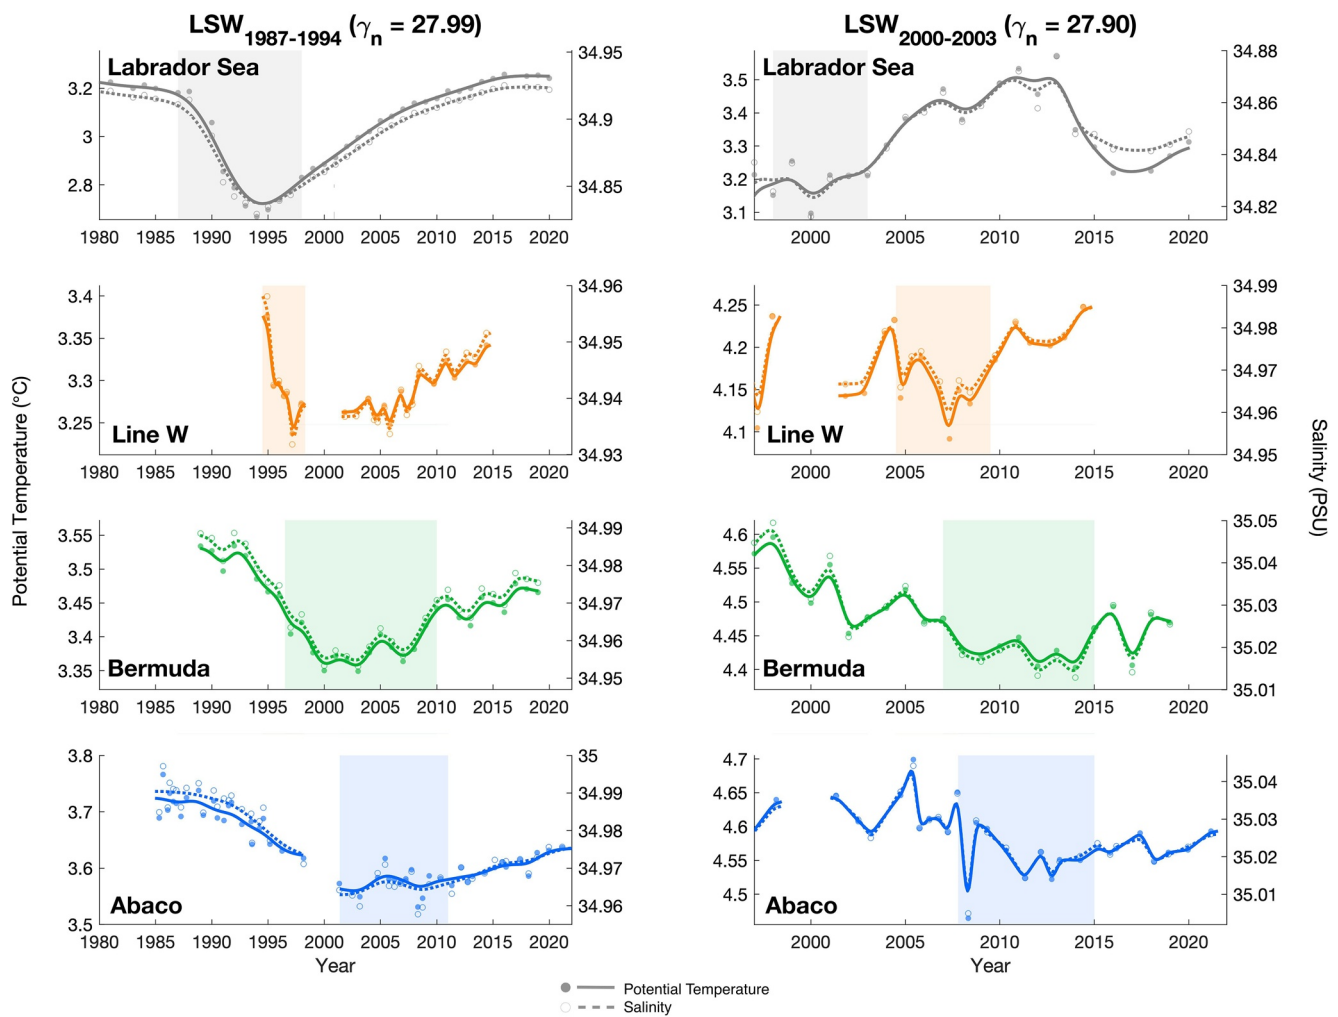 LSW1987-1994 (γn = 27.99)
LSW2000-2003 (γn = 27.90)
Labrador Sea
3.2
3
2.8
34.95
34.9
34.85
1980 1985 1990 1995 2000 2005 2010 2015 2020
Labrador Sea
3.5
3.4
3.3
3.2
3.1
34.88
34.86
34.84
34.82
2000 2005 2010 2015 2020
Line W
3.4
3.35
3.3
3.25
34.96
34.95
34.94
34.93
1980 1985 1990 1995 2000 2005 2010 2015 2020
Line W
4.25
4.2
4.15
4.1
34.99
34.98
34.97
34.96
34.95
2000 2005 2010 2015 2020
Potential Temperature (°C)
Salinity (PSU)
Bermuda
3.55
3.5
3.45
3.4
3.35
34.99
34.98
34.97
34.96
34.95
1980 1985 1990 1995 2000 2005 2010 2015 2020
Bermuda
4.6
4.55
4.5
4.45
4.4
35.05
35.04
35.03
35.02
35.01
2000 2005 2010 2015 2020
Abaco
3.8
3.7
3.6
3.5
35
34.99
34.98
34.97
34.96
1980 1985 1990 1995 2000 2005 2010 2015 2020
Year
Abaco
4.7
4.65
4.6
4.55
4.5
35.04
35.03
35.02
35.01
2000 2005 2010 2015 2020
Year
Potential Temperature
Salinity